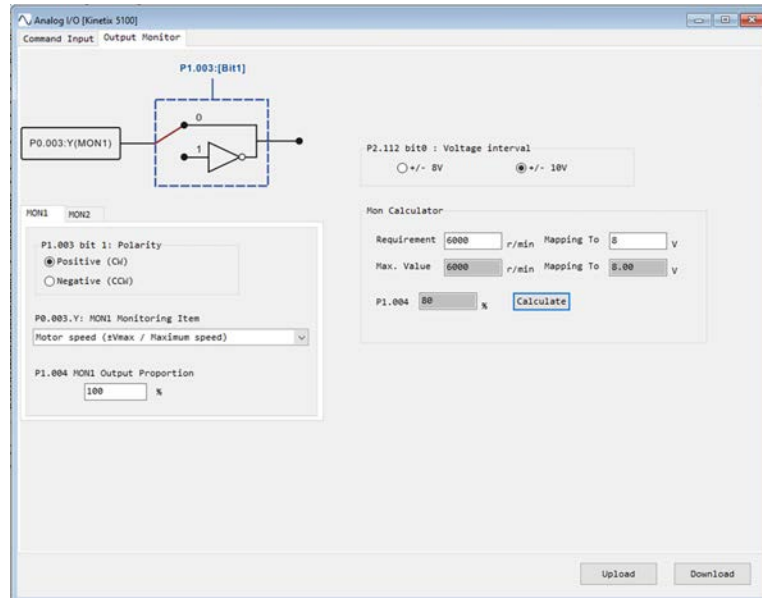 Analog I/O [Kinetix 5100]
Command Input Output Monitor
P1.003:[Bit1]
0
P0.003:Y(MON1)
1
P2.112 bit0 : Voltage interval
+/- 8V +/- 10V
MON1 MON2
P1.003 bit 1: Polarity
Positive (CW)
Negative (CCW)
P0.003.Y: MON1 Monitoring Item
Motor speed (±Vmax / Maximum speed)
P1.004 MON1 Output Proportion
100 %
Mon Calculator
Requirement 6000 r/min Mapping To 8 V
Max. Value 6000 r/min Mapping To 8.00 V
P1.004 80 % Calculate
Upload Download